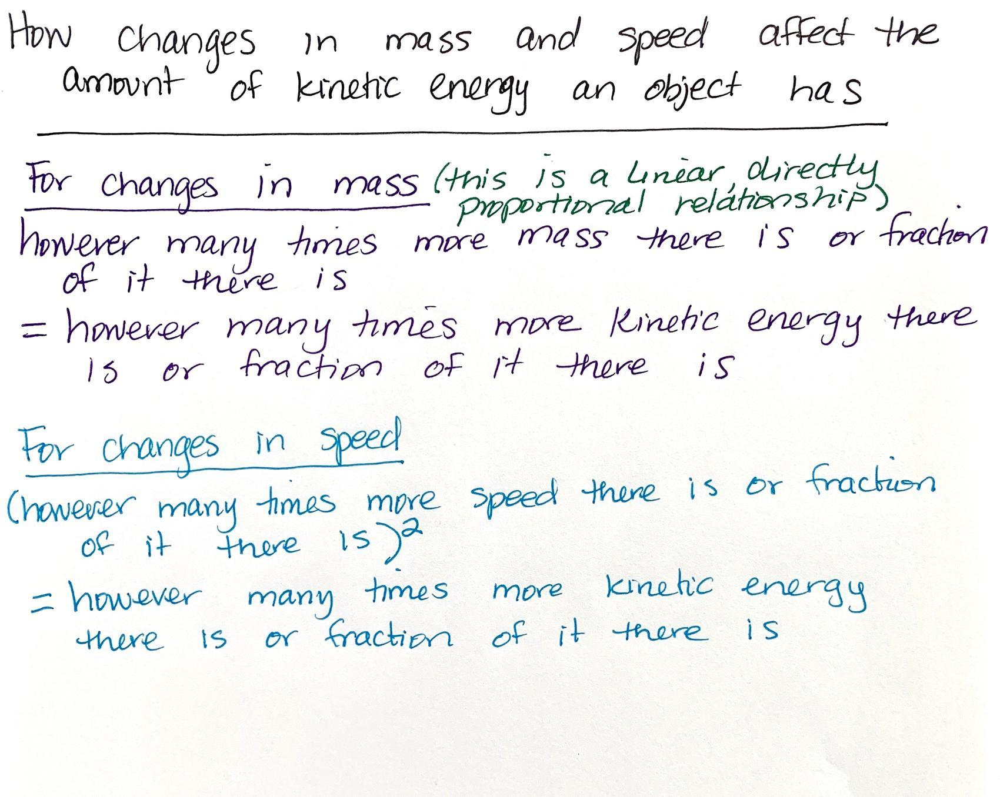 How changes in mass and speed affect the
amount of kinetic energy an object has
For changes in mass (this is a linear, directly
proportional relationship)
however many times more mass there is or fraction
of it there is
= however many times more kinetic energy there
is or fraction of it there is
For changes in speed
(however many times more speed there is or fraction
of it there is)²
= however many times more kinetic energy
there is or fraction of it there is